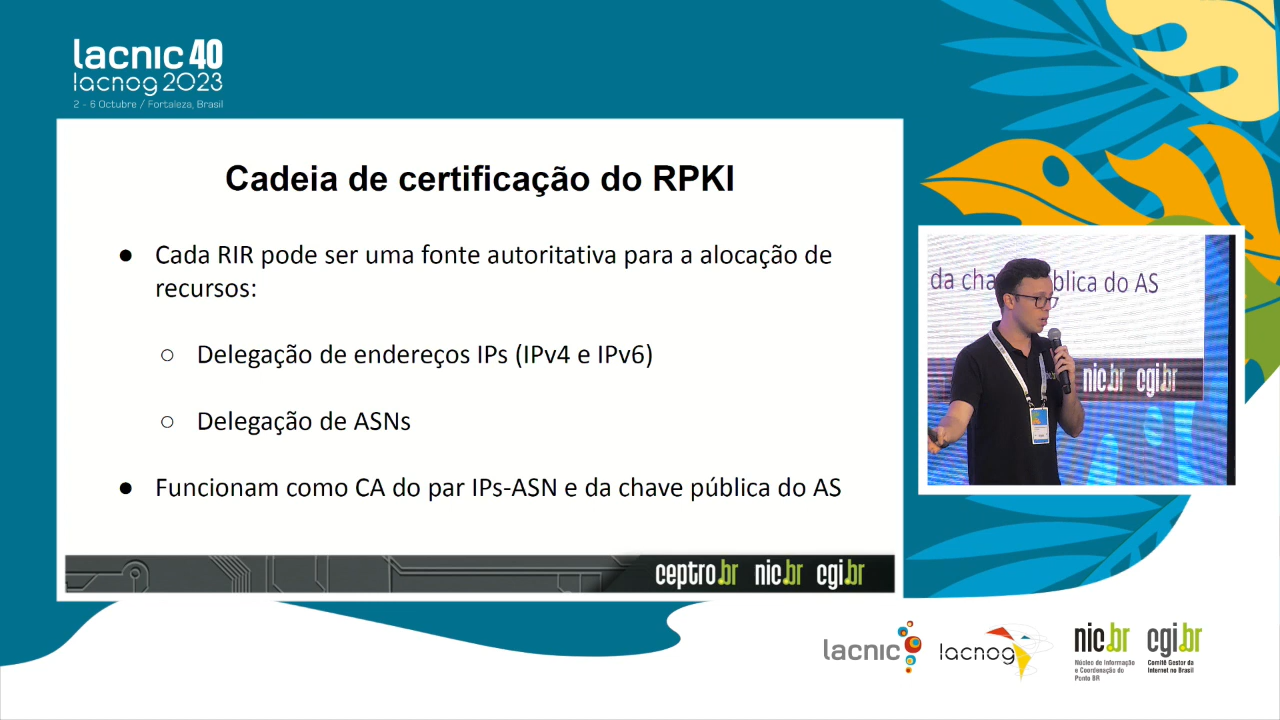 lacnic 40
lacnog 2023
2 - 6 Octubre / Fortaleza, Brasil
Cadeia de certificação do RPKI
● Cada RIR pode ser uma fonte autoritativa para a alocação de
recursos:
○ Delegação de endereços IPs (IPv4 e IPv6)
○ Delegação de ASNs
● Funcionam como CA do par IPs-ASN e da chave pública do AS
ceptro.br nic.br cgi.br
da cha blica do AS
nic.br cgi.br
lacnic
lacnog
nic.br
Núcleo de Informação
e Coordenação do
Ponto BR
cgi.br
Comitê Gestor da
Internet no Brasil